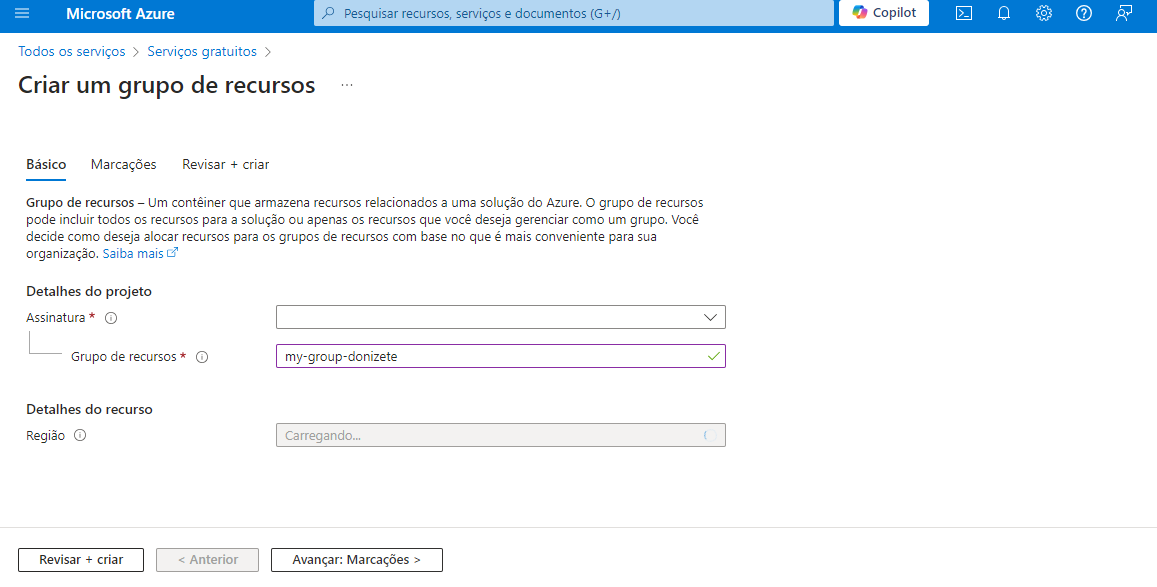 Microsoft Azure
Pesquisar recursos, serviços e documentos (G+/)
Copilot
Todos os serviços > Serviços gratuitos >
Criar um grupo de recursos ...
Básico Marcações Revisar + criar
Grupo de recursos – Um contêiner que armazena recursos relacionados a uma solução do Azure. O grupo de recursos
pode incluir todos os recursos para a solução ou apenas os recursos que você deseja gerenciar como um grupo. Você
decide como deseja alocar recursos para os grupos de recursos com base no que é mais conveniente para sua
organização. Saiba mais
Detalhes do projeto
Assinatura *
Grupo de recursos * my-group-donizete
Detalhes do recurso
Região Carregando...
Revisar + criar < Anterior Avançar: Marcações >